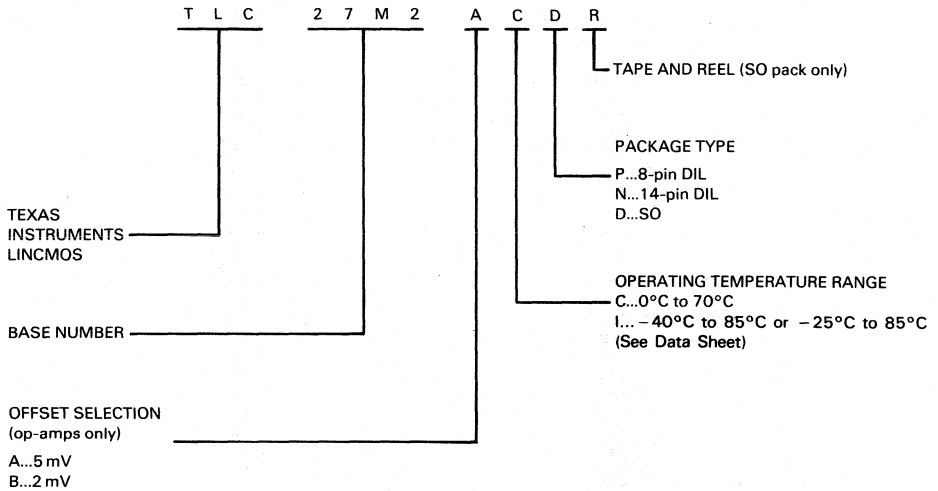 T L C 2 7 M 2 A C D R
TAPE AND REEL (SO pack only)
PACKAGE TYPE
P...8-pin DIL
N...14-pin DIL
D...SO
TEXAS
INSTRUMENTS
LINCMOS
OPERATING TEMPERATURE RANGE
C...0°C to 70°C
I... -40°C to 85°C or -25°C to 85°C
(See Data Sheet)
BASE NUMBER
OFFSET SELECTION
(op-amps only)
A...5 mV
B...2 mV